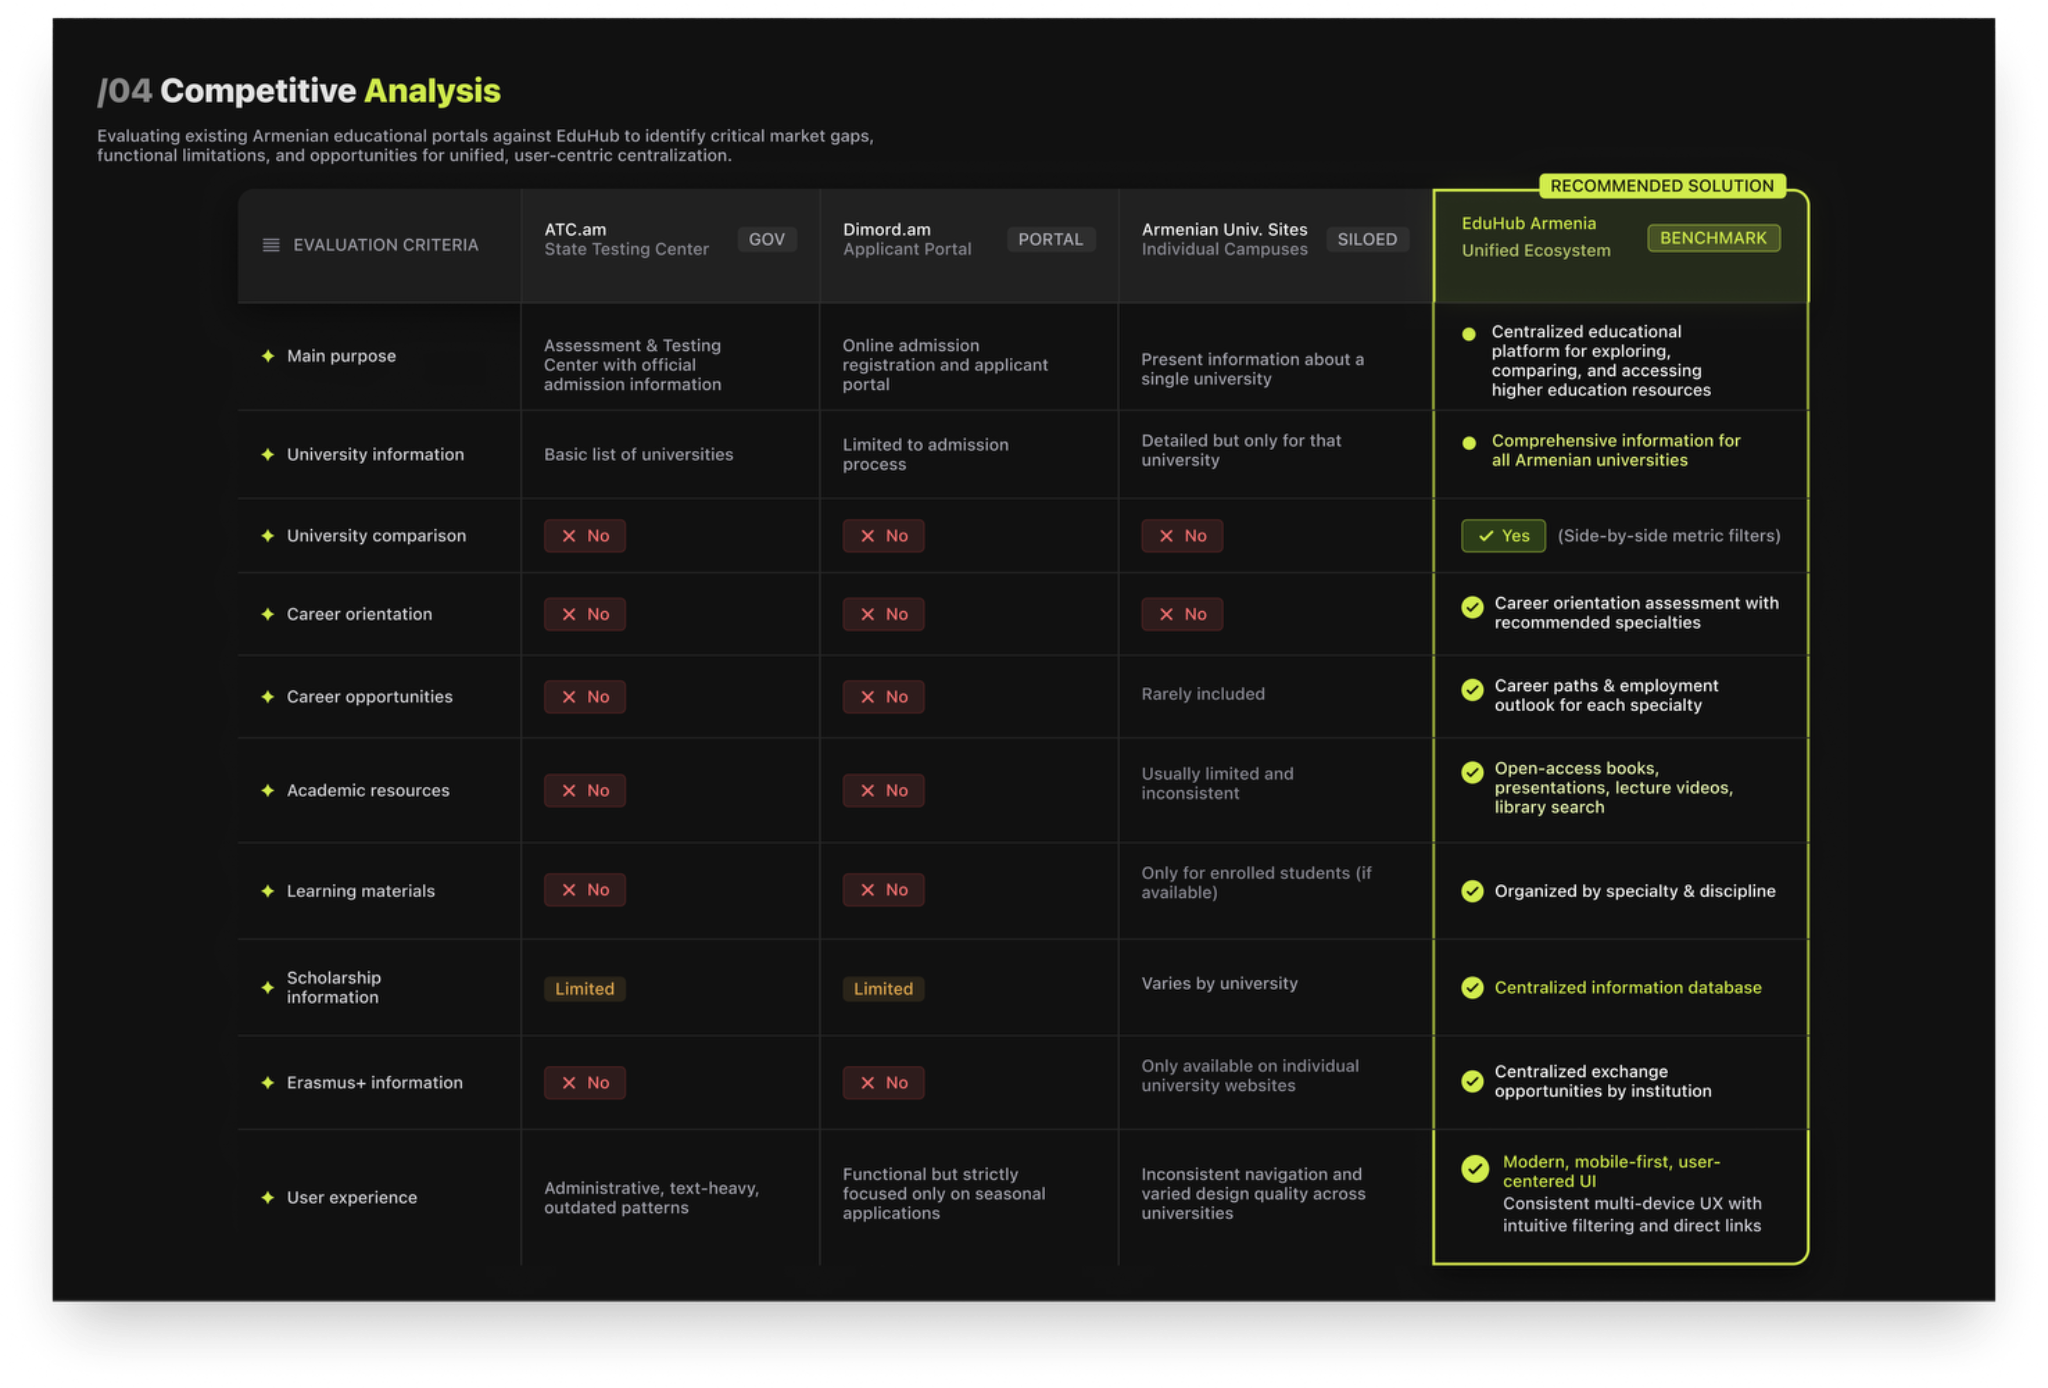 /04 Competitive Analysis
Evaluating existing Armenian educational portals against EduHub to identify critical market gaps,
functional limitations, and opportunities for unified, user-centric centralization.
RECOMMENDED SOLUTION
EVALUATION CRITERIA
ATC.am
State Testing Center
GOV
Dimord.am
Applicant Portal
PORTAL
Armenian Univ. Sites
Individual Campuses
SILOED
EduHub Armenia
Unified Ecosystem
BENCHMARK
Main purpose
Assessment & Testing
Center with official
admission information
Online admission
registration and applicant
portal
Present information about a
single university
Centralized educational
platform for exploring,
comparing, and accessing
higher education resources
University information
Basic list of universities
Limited to admission
process
Detailed but only for that
university
Comprehensive information for
all Armenian universities
University comparison
No
No
No
Yes
(Side-by-side metric filters)
Career orientation
No
No
No
Career orientation assessment with
recommended specialties
Career opportunities
No
No
Rarely included
Career paths & employment
outlook for each specialty
Academic resources
No
No
Usually limited and
inconsistent
Open-access books,
presentations, lecture videos,
library search
Learning materials
No
No
Only for enrolled students (if
available)
Organized by specialty & discipline
Scholarship
information
Limited
Limited
Varies by university
Centralized information database
Erasmus+ information
No
No
Only available on individual
university websites
Centralized exchange
opportunities by institution
User experience
Administrative, text-heavy,
outdated patterns
Functional but strictly
focused only on seasonal
applications
Inconsistent navigation and
varied design quality across
universities
Modern, mobile-first, user-
centered UI
Consistent multi-device UX with
intuitive filtering and direct links